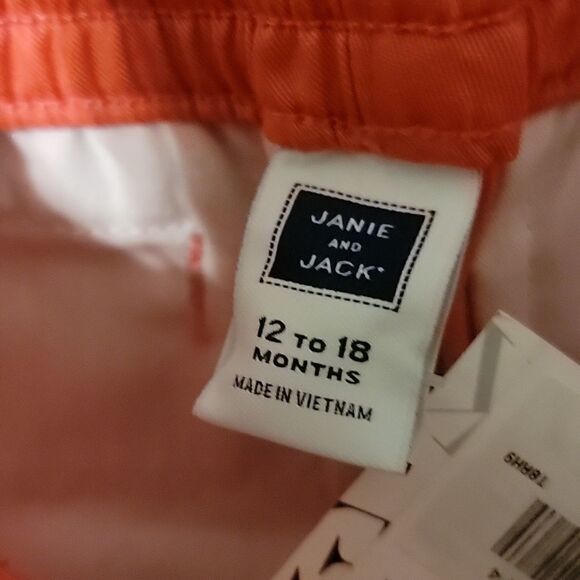 JANIE
AND
JACK
12 TO 18
MONTHS
MADE IN VIETNAM